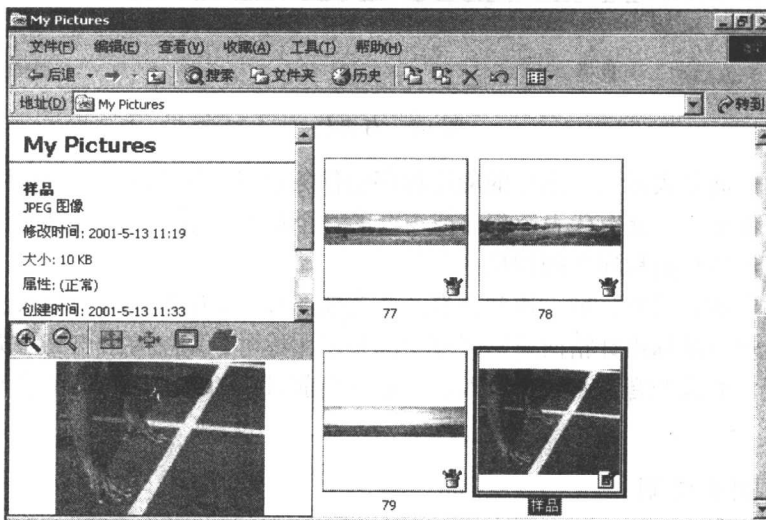 My Pictures
文件(F) 编辑(E) 查看(V) 收藏(A) 工具(T) 帮助(H)
后退 搜索 文件夹 历史
地址(D) My Pictures 转到
My Pictures
样品
JPEG 图像
修改时间: 2001-5-13 11:19
大小: 10 KB
属性: (正常)
创建时间: 2001-5-13 11:33
77 78
79 样品